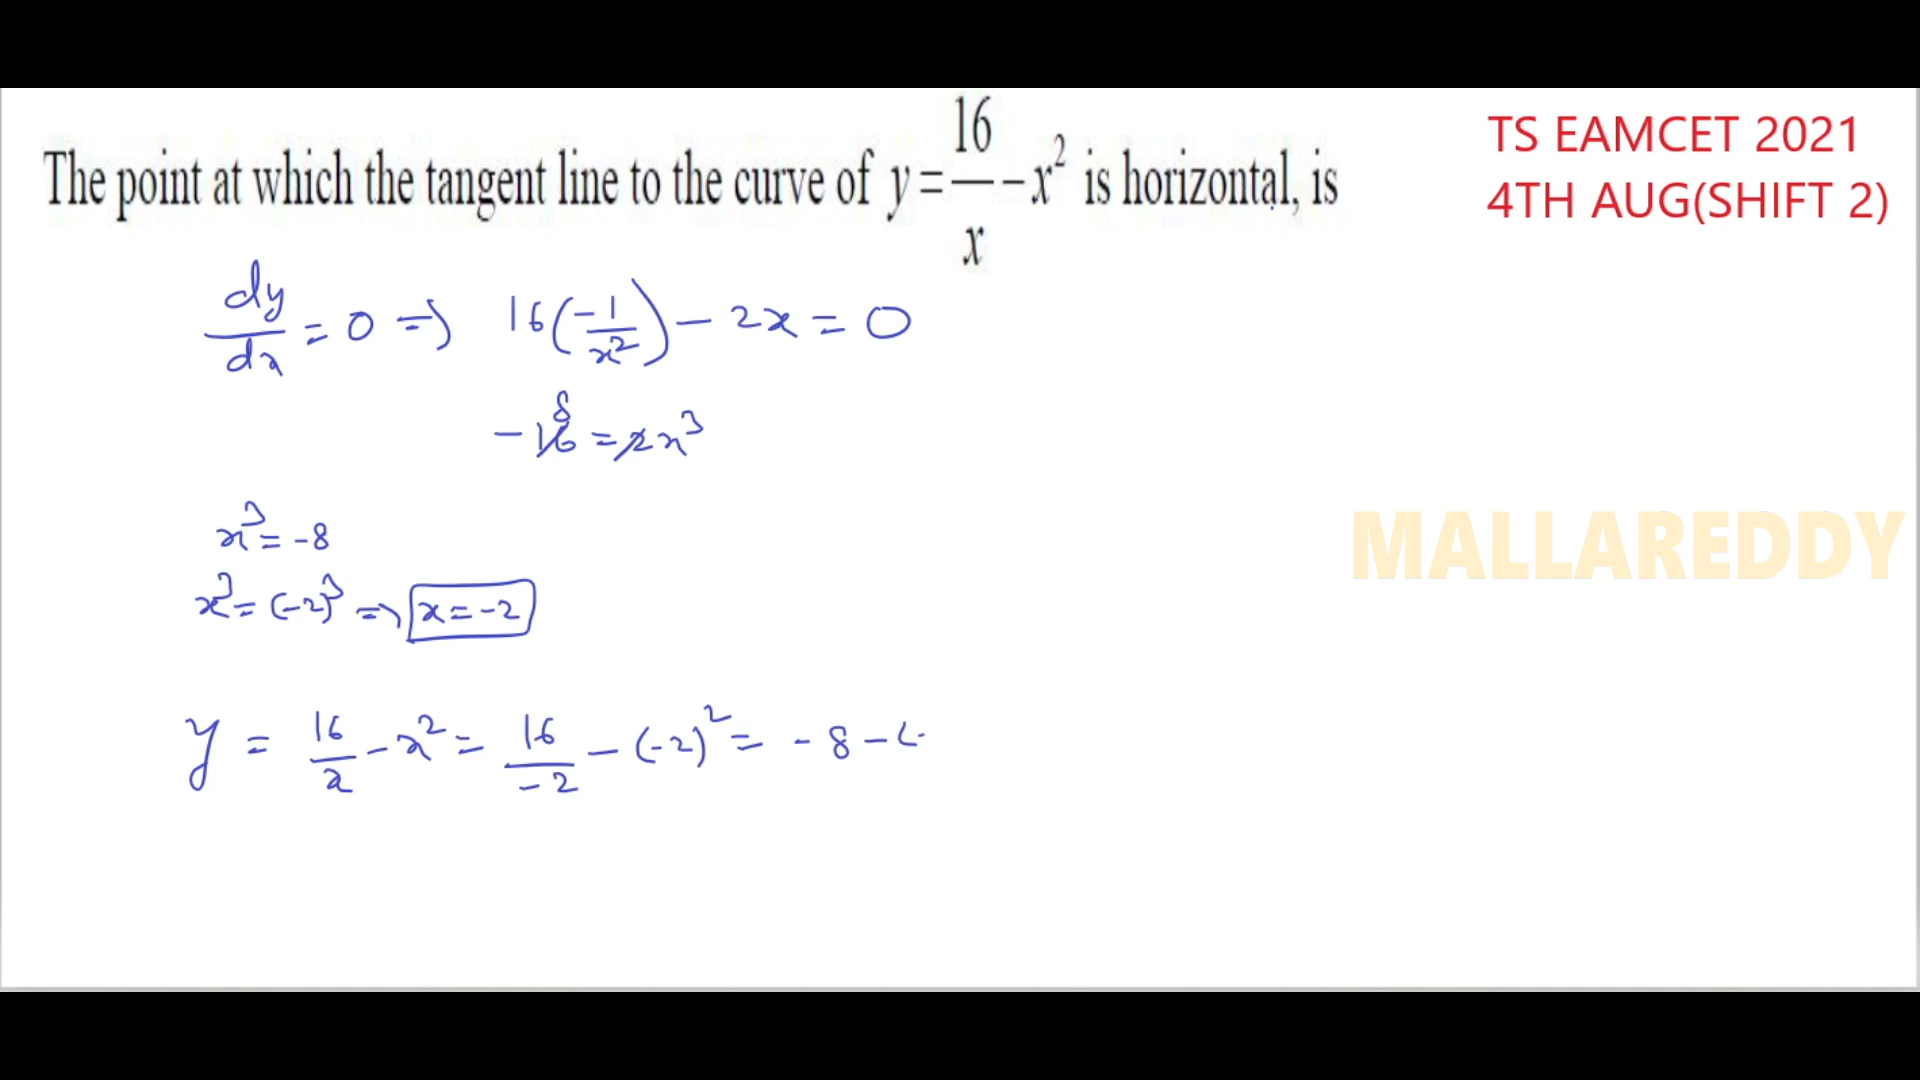 The point at which the tangent line to the curve of y = 16/x - x² is horizontal, is
TS EAMCET 2021
4TH AUG(SHIFT 2)
dy/dx = 0 ⇒ 16(-1/x²) - 2x = 0
-16 = 2x³
8
x³ = -8
MALLAREDDY
x³ = (-2)³ ⇒ x = -2
y = 16/x - x² = 16/-2 - (-2)² = -8 -